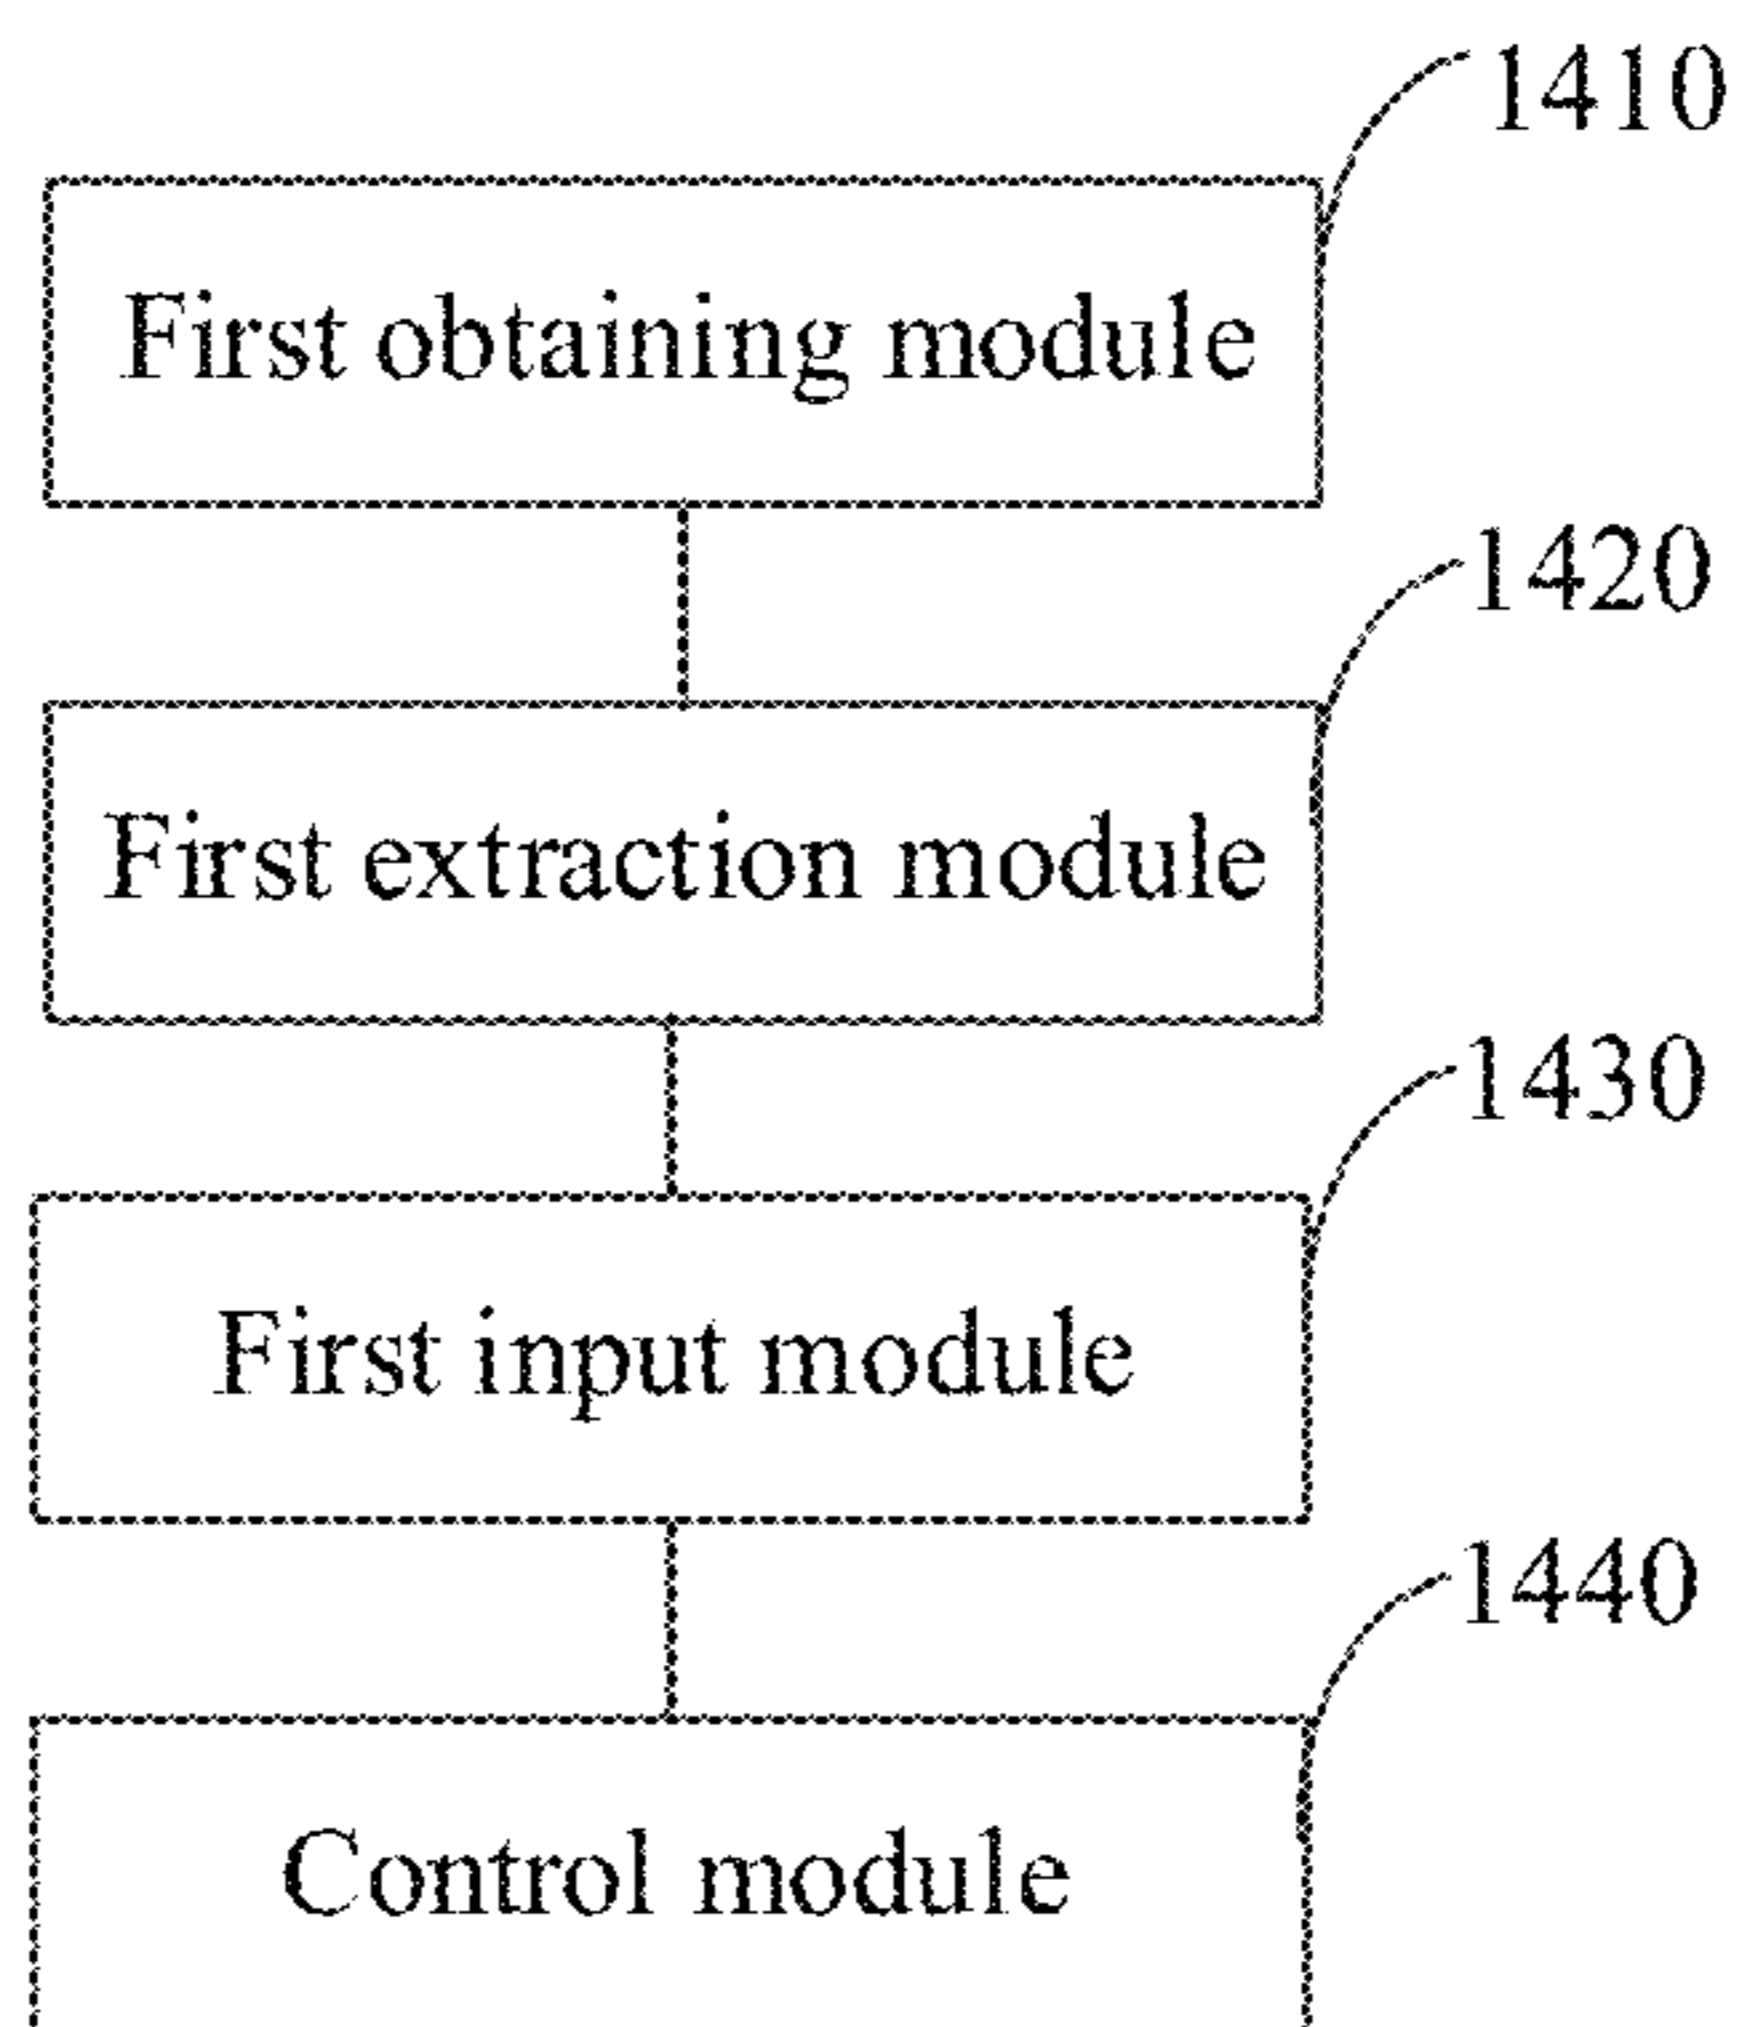 1410
First obtaining module
1420
First extraction module
1430
First input module
1440
Control module